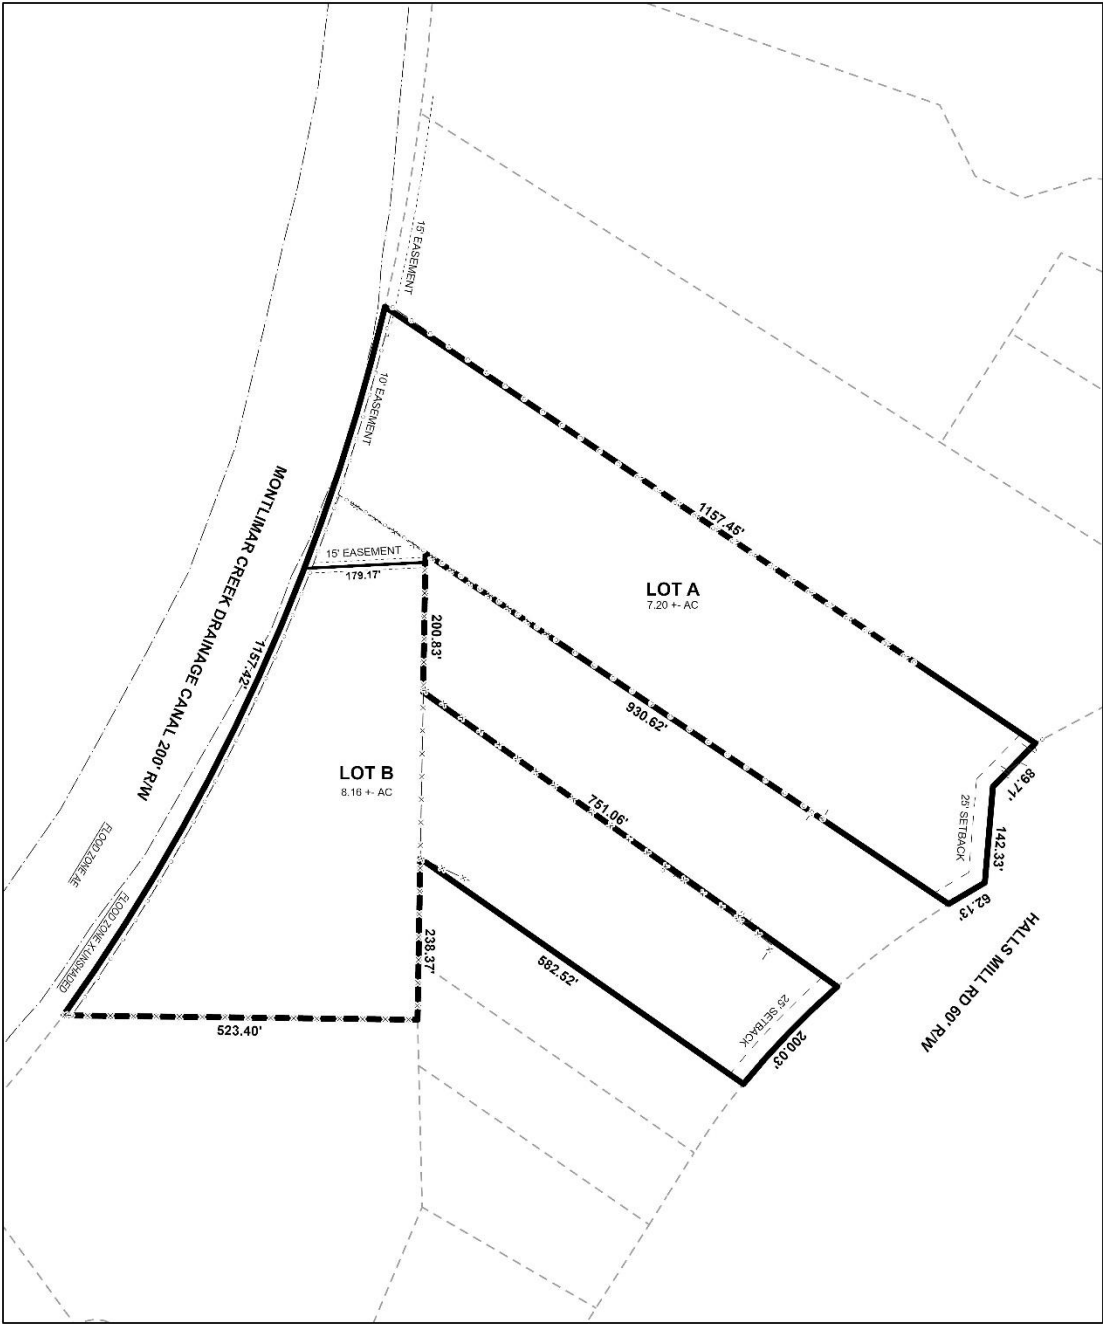 15' EASEMENT
10' EASEMENT
MONTLIMAR CREEK DRAINAGE CANAL 200' R/W
1157.45'
15' EASEMENT
179.17'
LOT A
7.20 +- AC
200.83'
1157.42'
930.62'
LOT B
8.16 +- AC
751.06'
89.71'
25' SETBACK
142.33'
62.13'
FLOOD ZONE AE
FLOOD ZONE X-UNSHADED
238.37'
582.52'
HALLS MILL RD 60' R/W
25' SETBACK
200.03'
523.40'